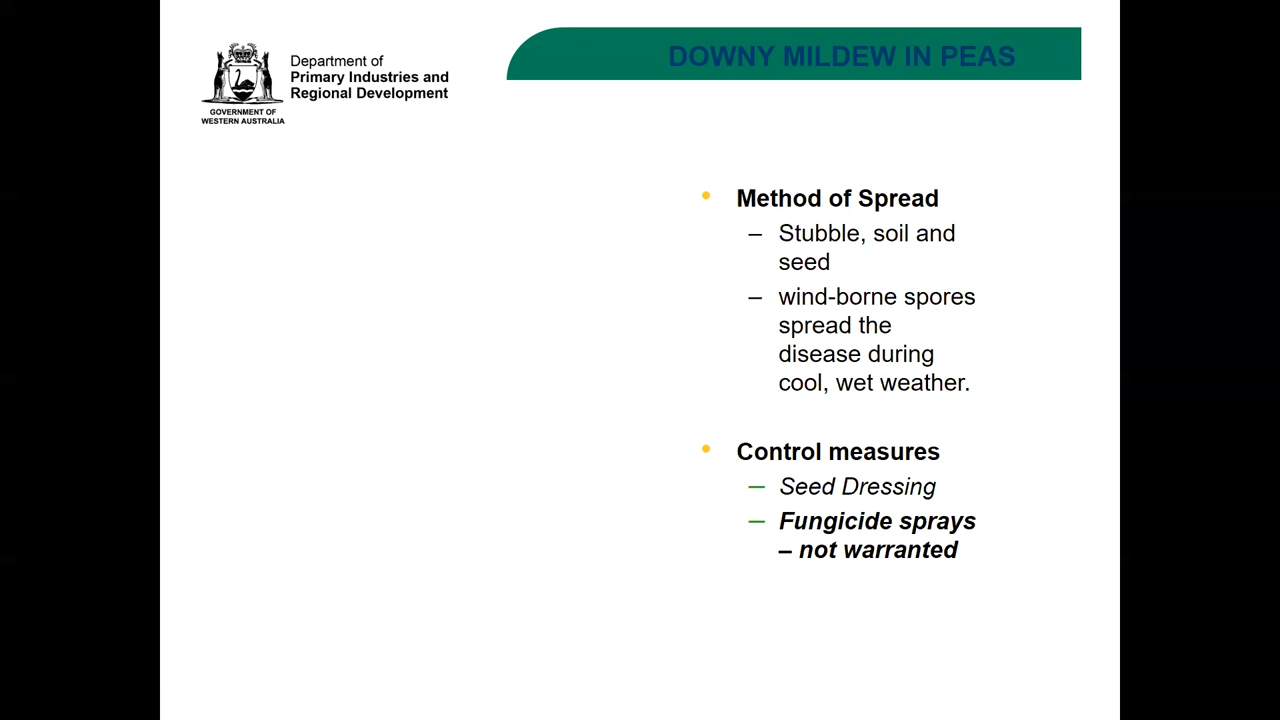 Department of
Primary Industries and
Regional Development
GOVERNMENT OF
WESTERN AUSTRALIA
DOWNY MILDEW IN PEAS
• Method of Spread
– Stubble, soil and
seed
– wind-borne spores
spread the
disease during
cool, wet weather.
• Control measures
– Seed Dressing
– Fungicide sprays
– not warranted